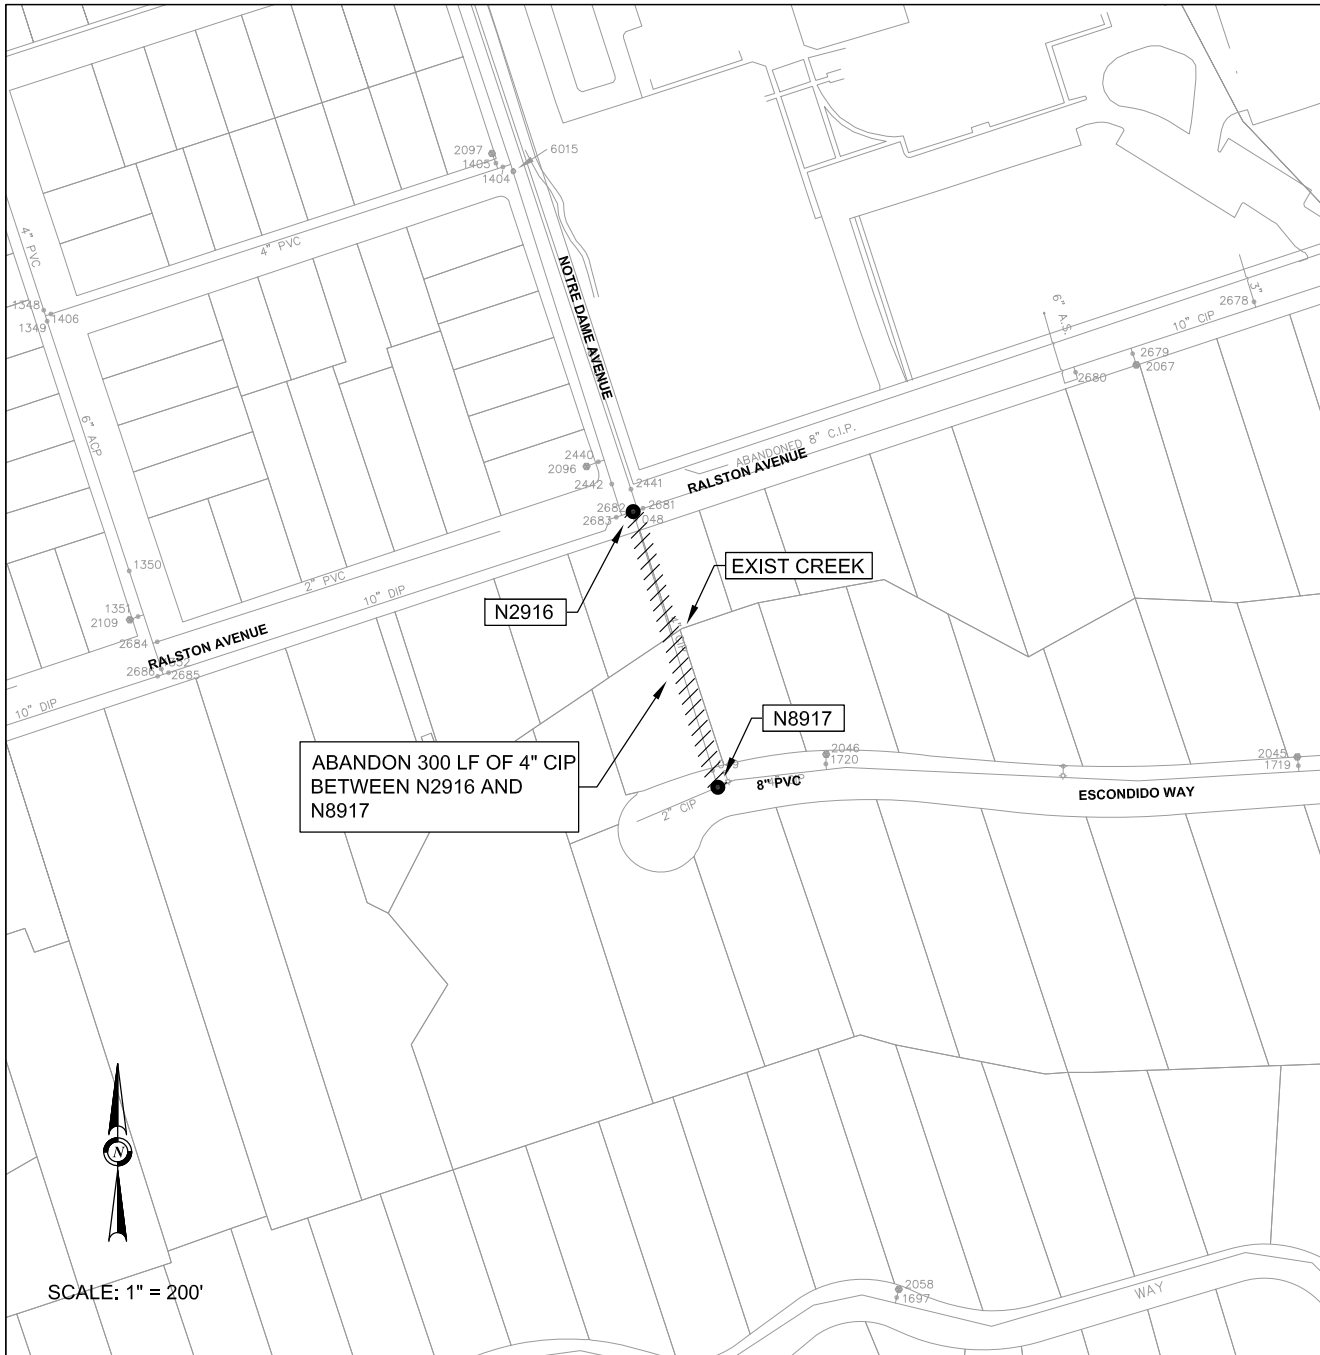 2097
1405
6015
1404
4" PVC
4" PVC
1348
1406
1349
NOTRE DAME AVENUE
3"
2678
6" A.S.
10" CIP
2679
2067
2680
6" ACP
ABANDONED 8" C.I.P.
RALSTON AVENUE
2440
2096
2442
2441
2682
2681
2683
048
1350
2" PVC
10" DIP
EXIST CREEK
N2916
1351
2109
2684
RALSTON AVENUE
2686
2685
10" DIP
N8917
2046
1720
2045
1719
ABANDON 300 LF OF 4" CIP
BETWEEN N2916 AND
N8917
8" PVC
ESCONDIDO WAY
2" CIP
N
SCALE: 1" = 200'
2058
1697
WAY